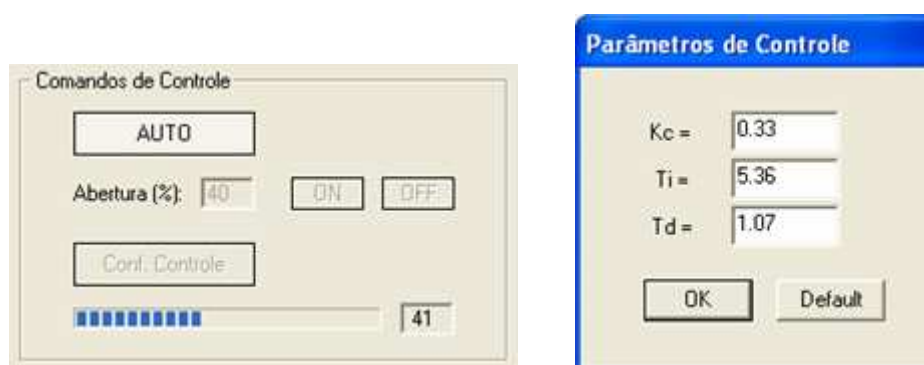 Comandos de Controle
AUTO
Abertura (%): 40 ON OFF
Conf. Controle
41
Parâmetros de Controle
Kc = 0.33
Ti = 5.36
Td = 1.07
OK Default